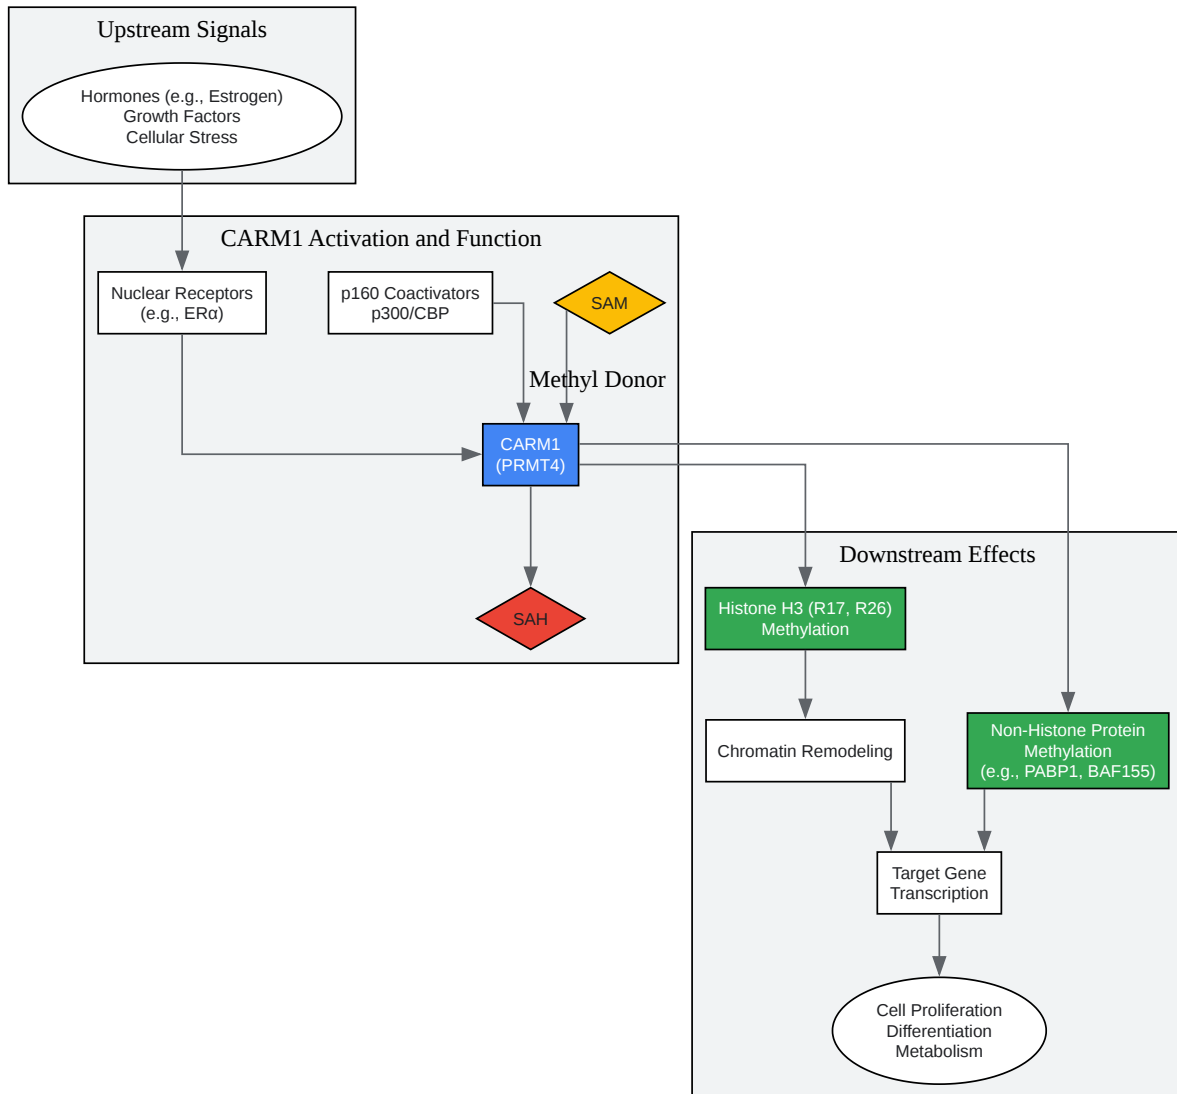 Upstream Signals
Hormones (e.g., Estrogen)
Growth Factors
Cellular Stress
CARM1 Activation and Function
Nuclear Receptors
(e.g., ERα)
p160 Coactivators
p300/CBP
SAM
Methyl Donor
CARM1
(PRMT4)
SAH
Downstream Effects
Histone H3 (R17, R26)
Methylation
Chromatin Remodeling
Non-Histone Protein
Methylation
(e.g., PABP1, BAF155)
Target Gene
Transcription
Cell Proliferation
Differentiation
Metabolism